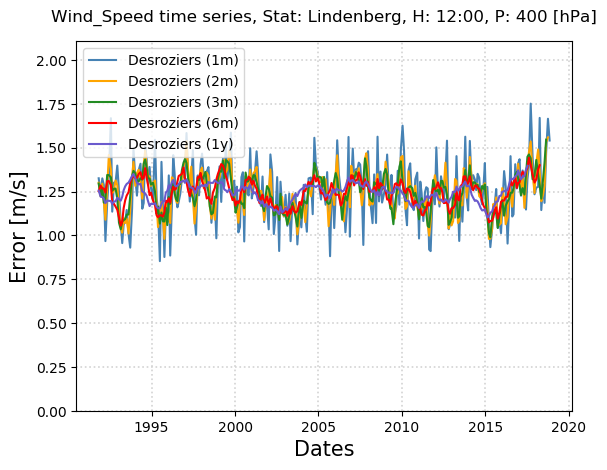 Wind_Speed time series, Stat: Lindenberg, H: 12:00, P: 400 [hPa]
Desroziers (1m)
Desroziers (2m)
Desroziers (3m)
Desroziers (6m)
Desroziers (1y)
2.00
1.75
1.50
1.25
1.00
0.75
0.50
0.25
0.00
Error [m/s]
1995 2000 2005 2010 2015 2020
Dates